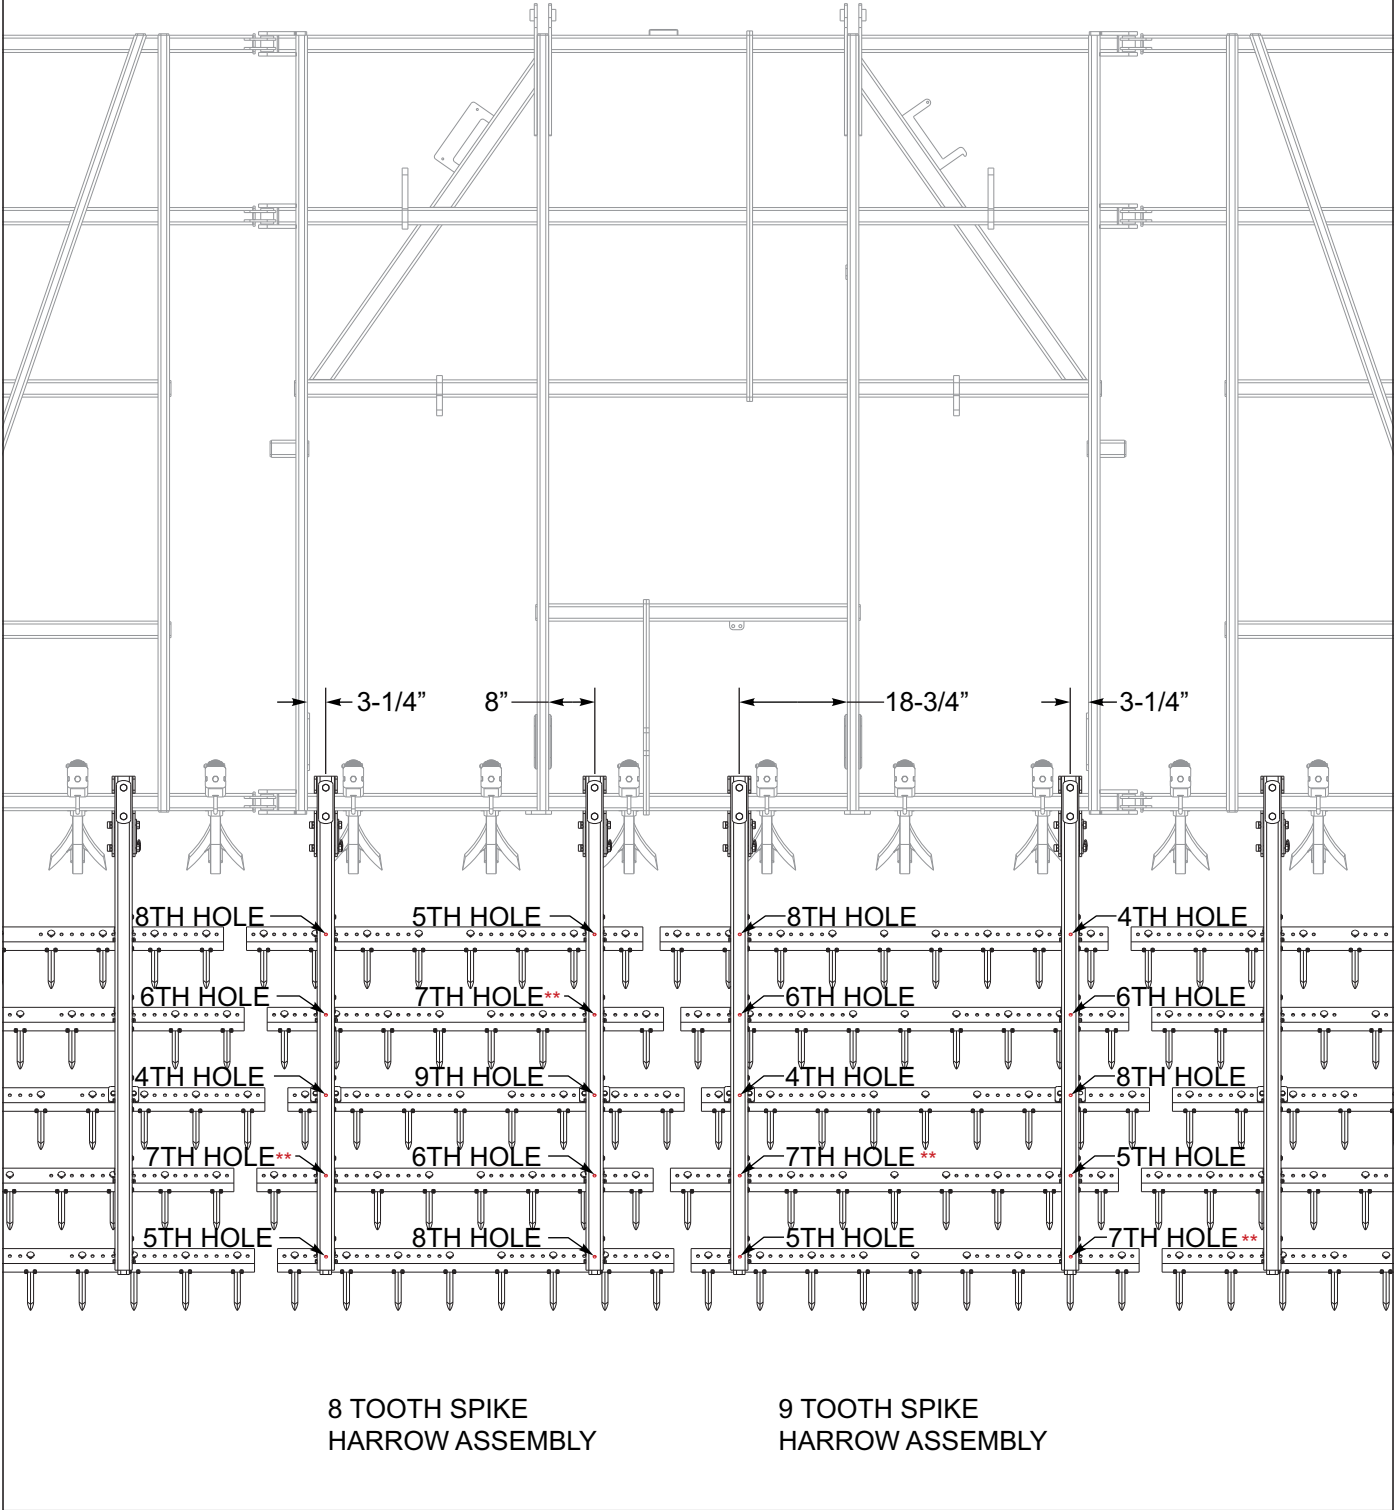 3-1/4” 8” 18-3/4” 3-1/4”
8TH HOLE 5TH HOLE 8TH HOLE 4TH HOLE
6TH HOLE 7TH HOLE** 6TH HOLE 6TH HOLE
4TH HOLE 9TH HOLE 4TH HOLE 8TH HOLE
7TH HOLE** 6TH HOLE 7TH HOLE ** 5TH HOLE
5TH HOLE 8TH HOLE 5TH HOLE 7TH HOLE **
8 TOOTH SPIKE
HARROW ASSEMBLY
9 TOOTH SPIKE
HARROW ASSEMBLY